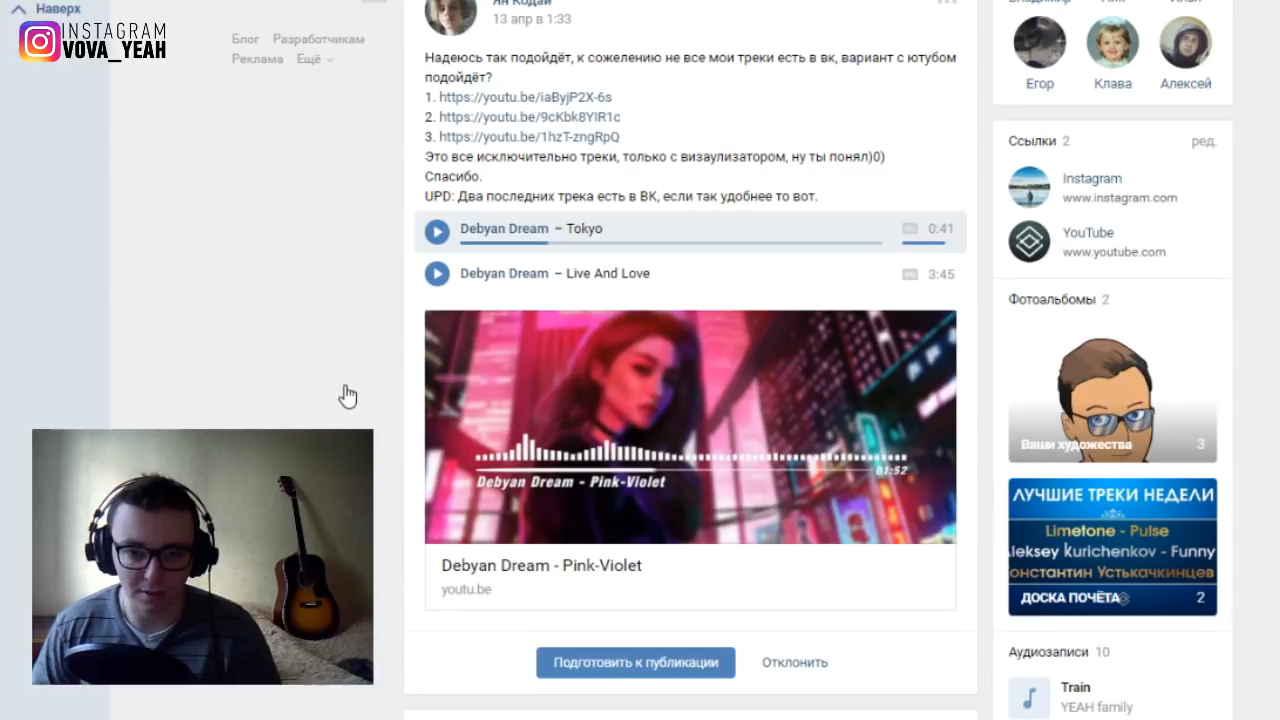 Наверх
INSTAGRAM
VOVA_YEAH
Блог Разработчикам
Реклама Ещё
Ян Кодай
13 апр в 1:33
Надеюсь так подойдёт, к сожелению не все мои треки есть в вк, вариант с ютубом
подойдёт?
1. https://youtu.be/iaByjP2X-6s
2. https://youtu.be/9cKbk8YIR1c
3. https://youtu.be/1hzT-zngRpQ
Это все исключительно треки, только с визаулизатором, ну ты понял)0)
Спасибо.
UPD: Два последних трека есть в ВК, если так удобнее то вот.
Debyan Dream – Tokyo
HQ 0:41
Debyan Dream – Live And Love
HQ 3:45
01:52
Debyan Dream - Pink-Violet
Debyan Dream - Pink-Violet
youtu.be
Подготовить к публикации Отклонить
Егор Клава Алексей
Ссылки 2 ред.
Instagram
www.instagram.com
YouTube
www.youtube.com
Фотоальбомы 2
Ваши художества 3
ЛУЧШИЕ ТРЕКИ НЕДЕЛИ
Limetone - Pulse
leksey Kurichenkov - Funny
онстантин Устькачкинцев
ДОСКА ПОЧЁТА 2
Аудиозаписи 10
Train
YEAH family